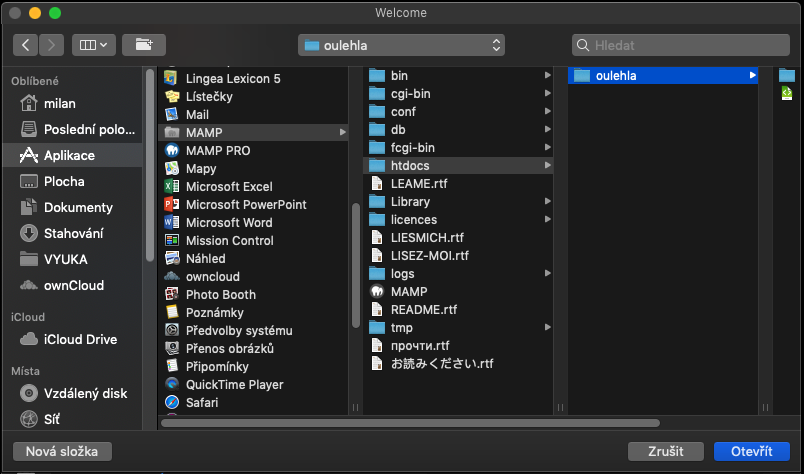 Welcome
oulehla
Hledat
Oblíbené
milan
Poslední polo...
Aplikace
Plocha
Dokumenty
Stahování
VYUKA
ownCloud
iCloud
iCloud Drive
Místa
Vzdálený disk
Síť
Lingea Lexicon 5
Lístečky
Mail
MAMP
MAMP PRO
Mapy
Microsoft Excel
Microsoft PowerPoint
Microsoft Word
Mission Control
Náhled
owncloud
Photo Booth
Poznámky
Předvolby systému
Přenos obrázků
Připomínky
QuickTime Player
Safari
bin
cgi-bin
conf
db
fcgi-bin
htdocs
LEAME.rtf
Library
licences
LIESMICH.rtf
LISEZ-MOI.rtf
logs
MAMP
README.rtf
tmp
прочти.rtf
お読みください.rtf
oulehla
Nová složka
Zrušit
Otevřít